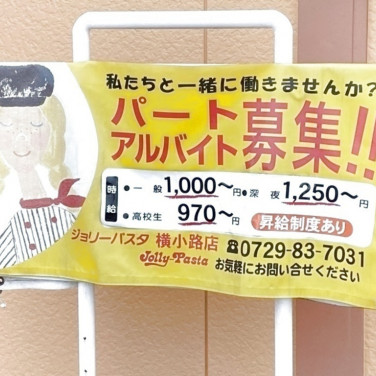 私たちと一緒に働きませんか?
パート
アルバイト募集!!
時給
●一般 1,000〜円 ●深夜 1,250〜円
●高校生 970〜円 昇給制度あり
ジョリーパスタ 横小路店 ☎0729-83-7031
Jolly-Pasta お気軽にお問い合せください